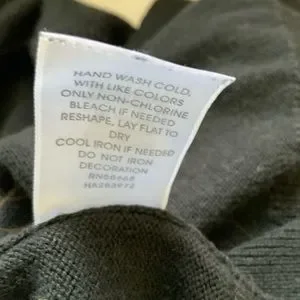 HAND WASH COLD,
WITH LIKE COLORS
ONLY NON-CHLORINE
BLEACH IF NEEDED
RESHAPE, LAY FLAT TO
DRY
COOL IRON IF NEEDED
DO NOT IRON
DECORATION